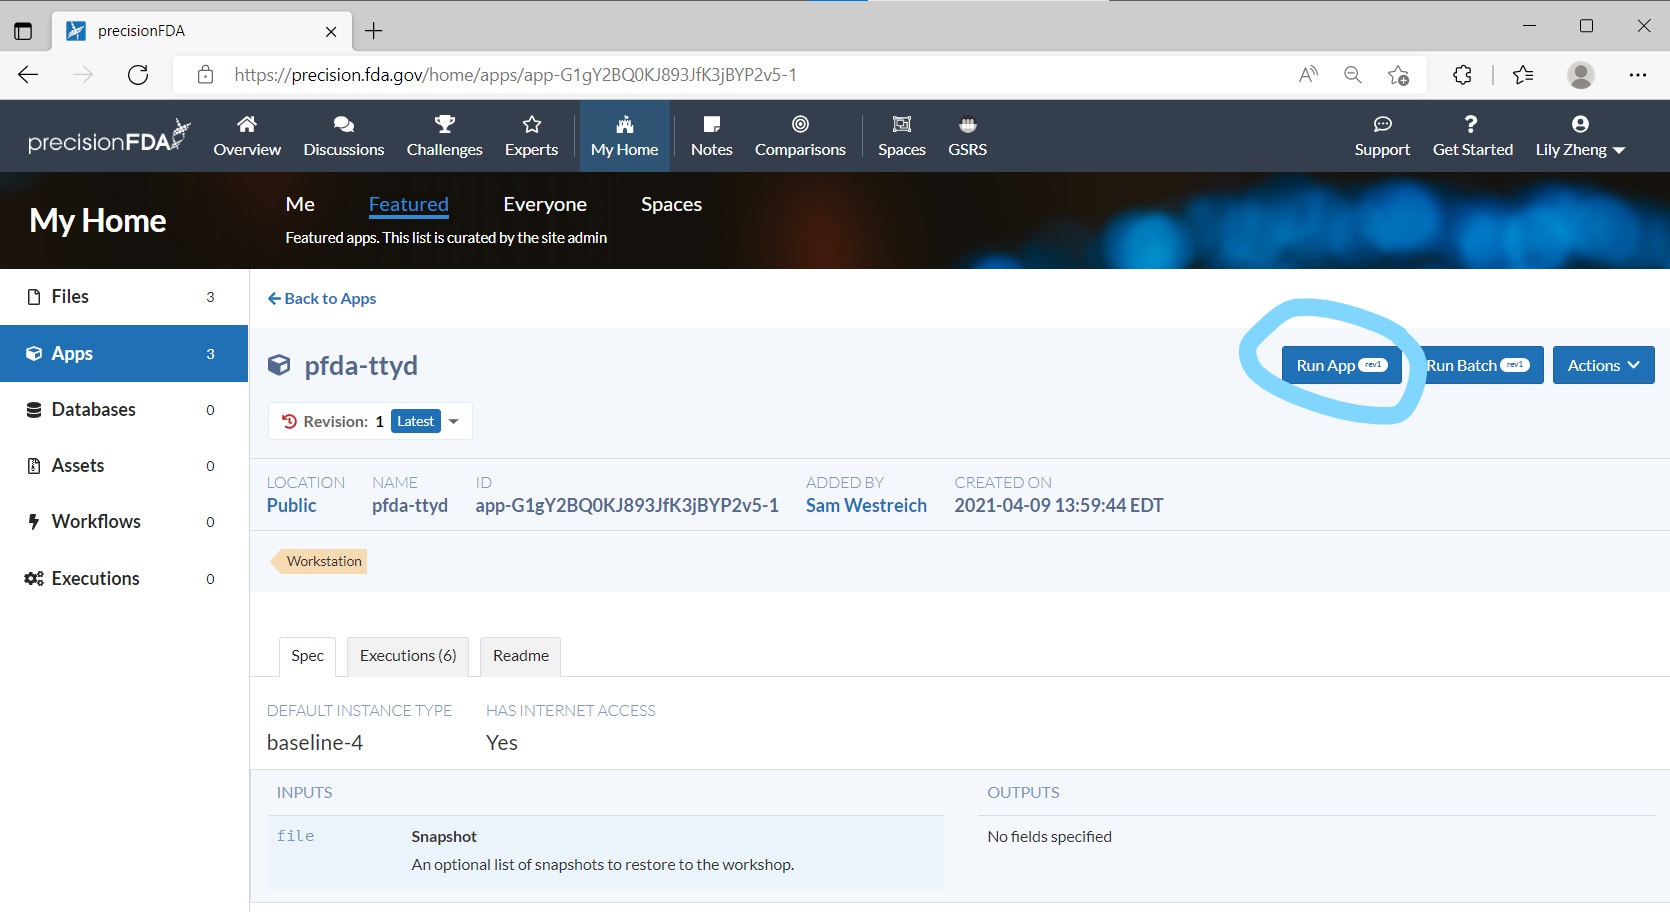 precisionFDA
https://precision.fda.gov/home/apps/app-G1gY2BQ0KJ893JfK3jBYP2v5-1
precisionFDA Overview Discussions Challenges Experts My Home Notes Comparisons Spaces GSRS Support Get Started Lily Zheng
My Home
Me Featured Everyone Spaces
Featured apps. This list is curated by the site admin
Files 3
Apps 3
Databases 0
Assets 0
Workflows 0
Executions 0
Back to Apps
pfda-ttyd
Run App rev1 Run Batch rev1 Actions
Revision: 1 Latest
LOCATION NAME ID ADDED BY CREATED ON
Public pfda-ttyd app-G1gY2BQ0KJ893JfK3jBYP2v5-1 Sam Westreich 2021-04-09 13:59:44 EDT
Workstation
Spec Executions (6) Readme
DEFAULT INSTANCE TYPE HAS INTERNET ACCESS
baseline-4 Yes
INPUTS OUTPUTS
file Snapshot No fields specified
An optional list of snapshots to restore to the workshop.